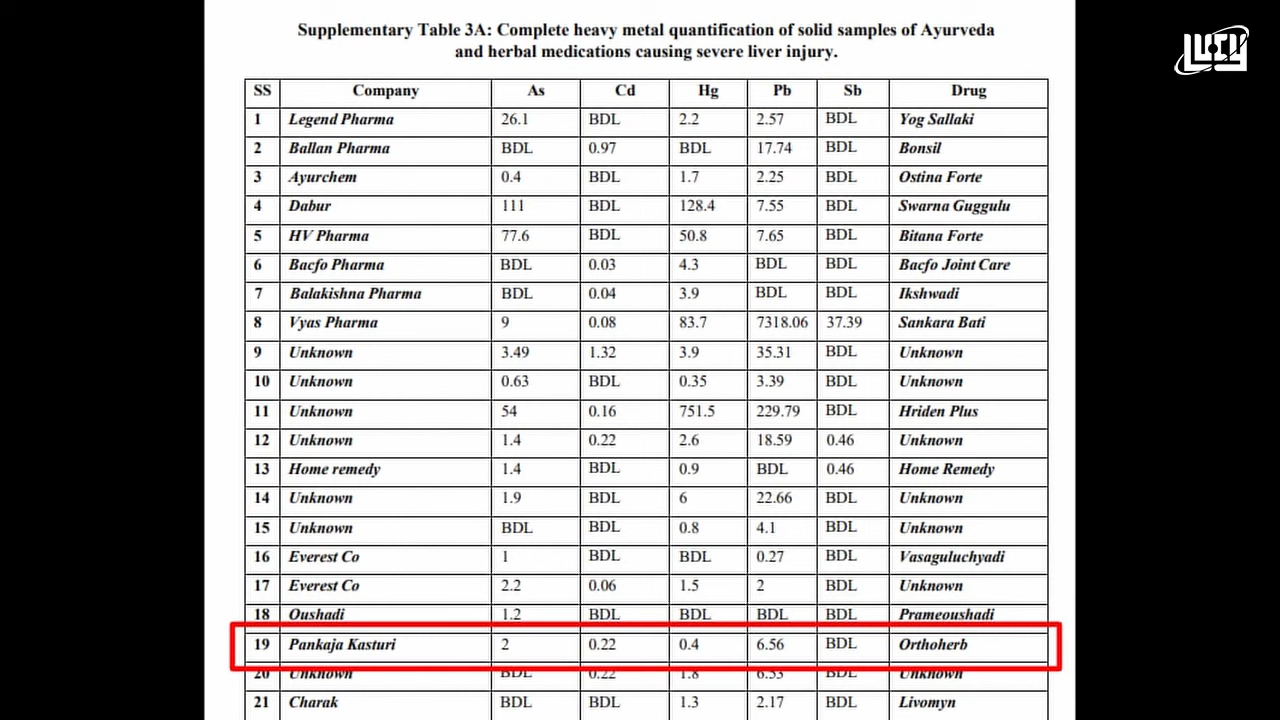 Supplementary Table 3A: Complete heavy metal quantification of solid samples of Ayurveda
and herbal medications causing severe liver injury.
LUCY
SS Company As Cd Hg Pb Sb Drug
1 Legend Pharma 26.1 BDL 2.2 2.57 BDL Yog Sallaki
2 Ballan Pharma BDL 0.97 BDL 17.74 BDL Bonsil
3 Ayurchem 0.4 BDL 1.7 2.25 BDL Ostina Forte
4 Dabur 111 BDL 128.4 7.55 BDL Swarna Guggulu
5 HV Pharma 77.6 BDL 50.8 7.65 BDL Bitana Forte
6 Bacfo Pharma BDL 0.03 4.3 BDL BDL Bacfo Joint Care
7 Balakishna Pharma BDL 0.04 3.9 BDL BDL Ikshwadi
8 Vyas Pharma 9 0.08 83.7 7318.06 37.39 Sankara Bati
9 Unknown 3.49 1.32 3.9 35.31 BDL Unknown
10 Unknown 0.63 BDL 0.35 3.39 BDL Unknown
11 Unknown 54 0.16 751.5 229.79 BDL Hriden Plus
12 Unknown 1.4 0.22 2.6 18.59 0.46 Unknown
13 Home remedy 1.4 BDL 0.9 BDL 0.46 Home Remedy
14 Unknown 1.9 BDL 6 22.66 BDL Unknown
15 Unknown BDL BDL 0.8 4.1 BDL Unknown
16 Everest Co 1 BDL BDL 0.27 BDL Vasaguluchyadi
17 Everest Co 2.2 0.06 1.5 2 BDL Unknown
18 Oushadi 1.2 BDL BDL BDL BDL Prameoushadi
19 Pankaja Kasturi 2 0.22 0.4 6.56 BDL Orthoherb
20 Unknown BDL 0.22 1.8 6.53 BDL Unknown
21 Charak BDL BDL 1.3 2.17 BDL Livomyn